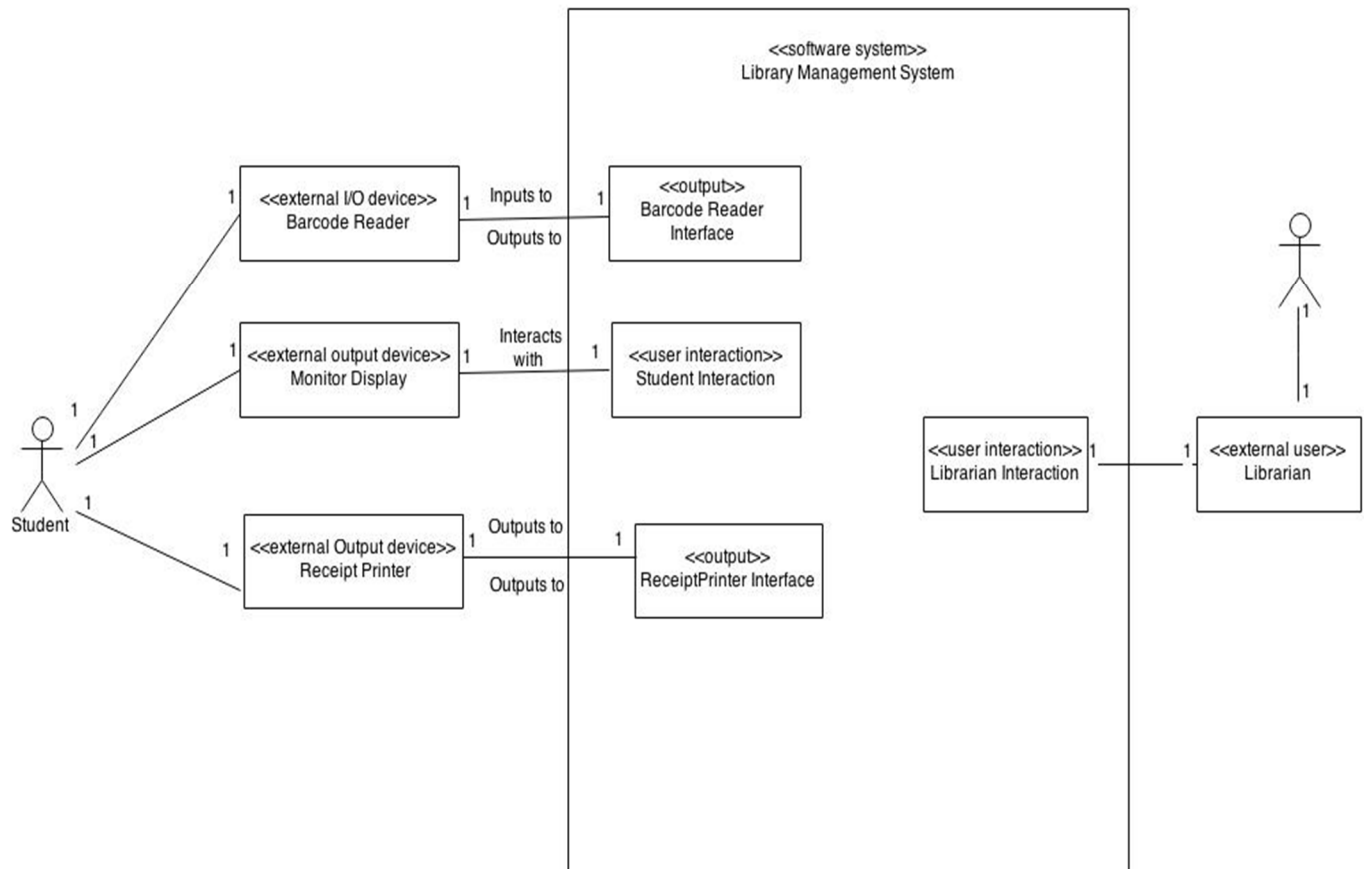 <<software system>>
Library Management System
<<external I/O device>>
Barcode Reader
1
1
Inputs to
Outputs to
1
<<output>>
Barcode Reader
Interface
<<external output device>>
Monitor Display
1
1
Interacts
with
1
<<user interaction>>
Student Interaction
1
1
1
Student
<<external Output device>>
Receipt Printer
1
1
Outputs to
Outputs to
1
<<output>>
ReceiptPrinter Interface
<<user interaction>>
Librarian Interaction
1
1
<<external user>>
Librarian
1
1